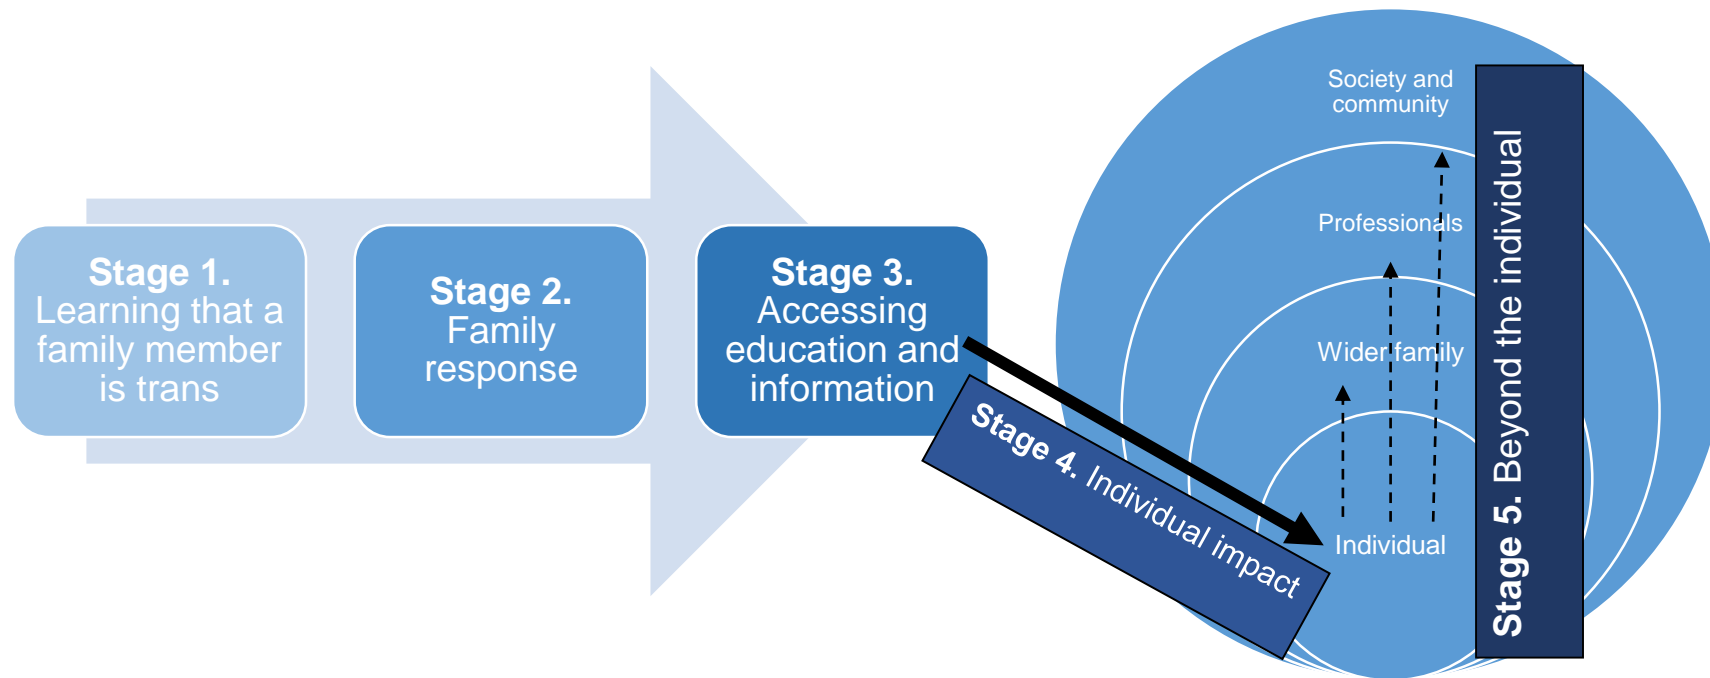 Stage 1.
Learning that a
family member
is trans
Stage 2.
Family
response
Stage 3.
Accessing
education and
information
Stage 4. Individual impact
Society and
community
Professionals
Wider family
Individual
Stage 5. Beyond the individual